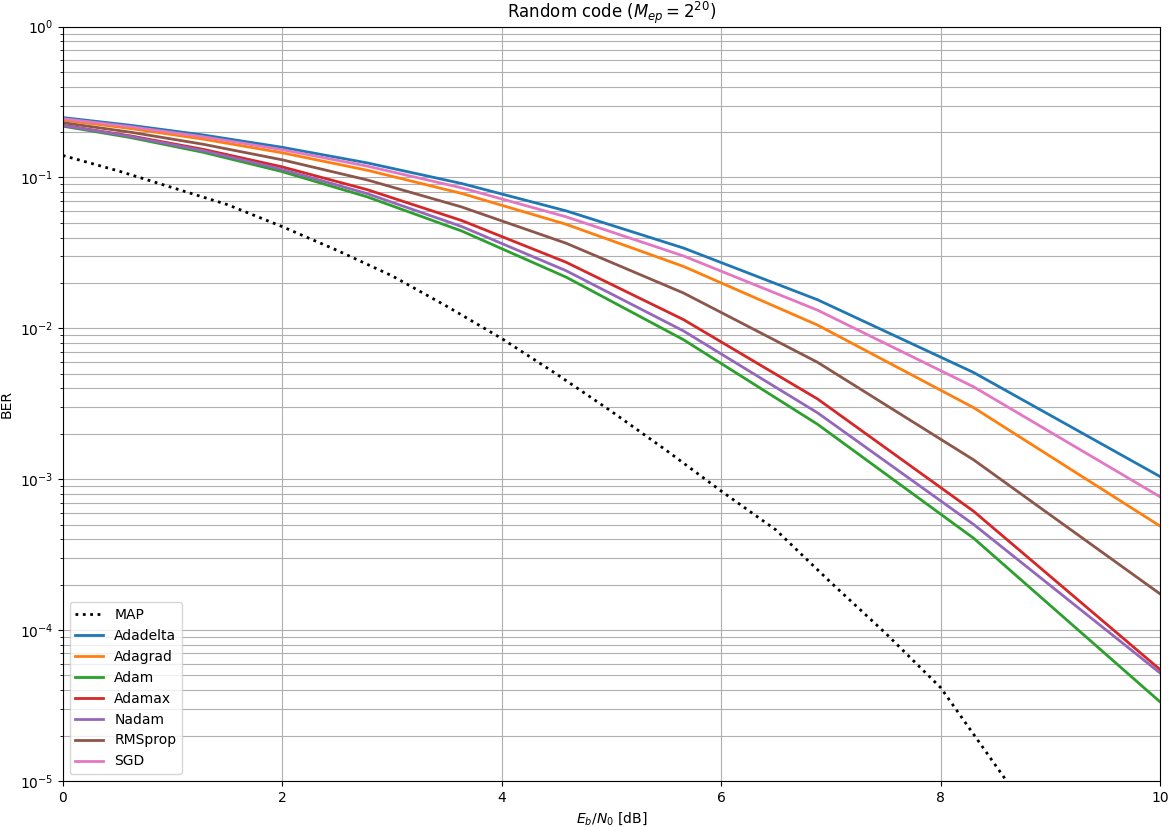 Random code (M_ep = 2^20)
10^0
10^-1
10^-2
10^-3
10^-4
10^-5
BER
MAP
Adadelta
Adagrad
Adam
Adamax
Nadam
RMSprop
SGD
0 2 4 6 8 10
E_b/N_0 [dB]